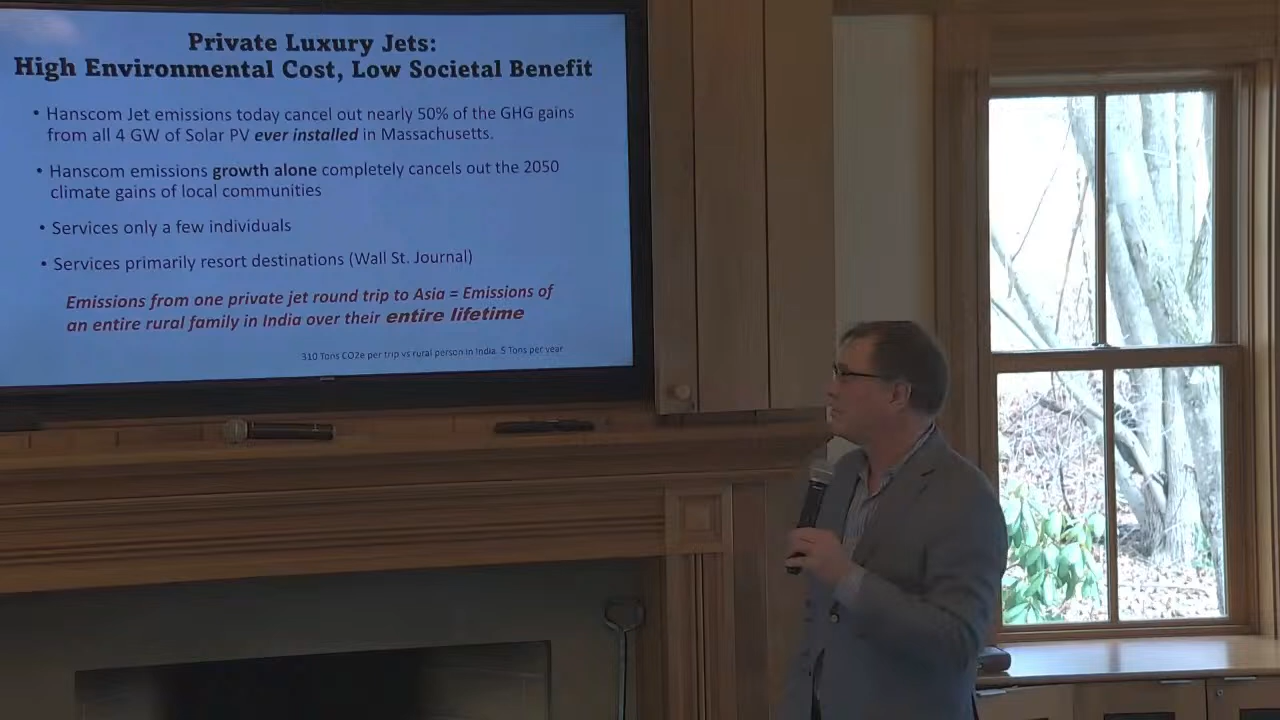 Private Luxury Jets:
High Environmental Cost, Low Societal Benefit
• Hanscom Jet emissions today cancel out nearly 50% of the GHG gains
from all 4 GW of Solar PV ever installed in Massachusetts.
• Hanscom emissions growth alone completely cancels out the 2050
climate gains of local communities
• Services only a few individuals
• Services primarily resort destinations (Wall St. Journal)
Emissions from one private jet round trip to Asia = Emissions of
an entire rural family in India over their entire lifetime
310 Tons CO2e per trip vs rural person in India .5 Tons per year